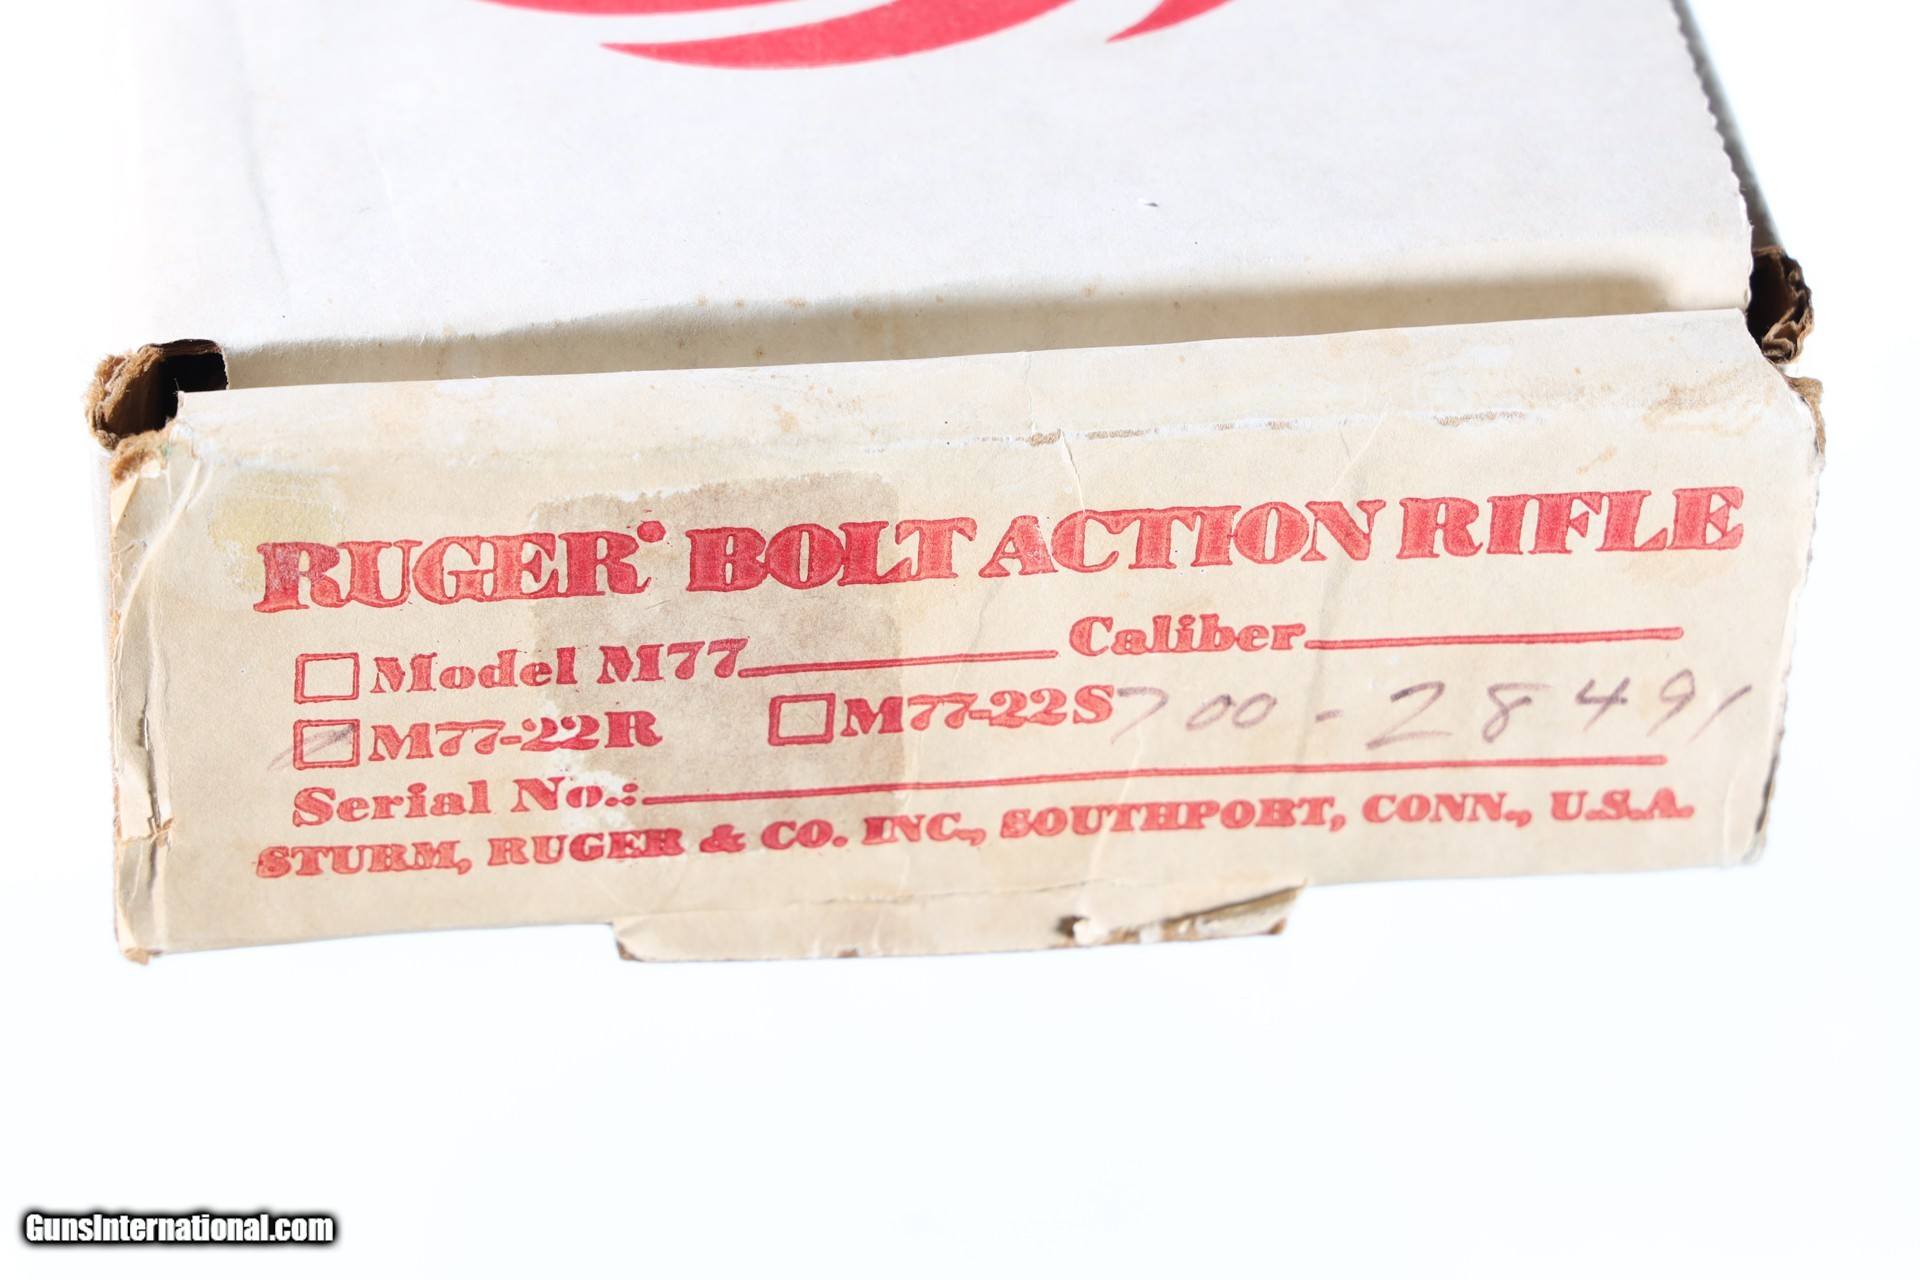 RUGER® BOLT ACTION RIFLE
Model M77 Caliber
M77-22R M77-22S 700-28491
Serial No.:
STURM, RUGER & CO. INC., SOUTHPORT, CONN., U.S.A.
GunsInternational.com